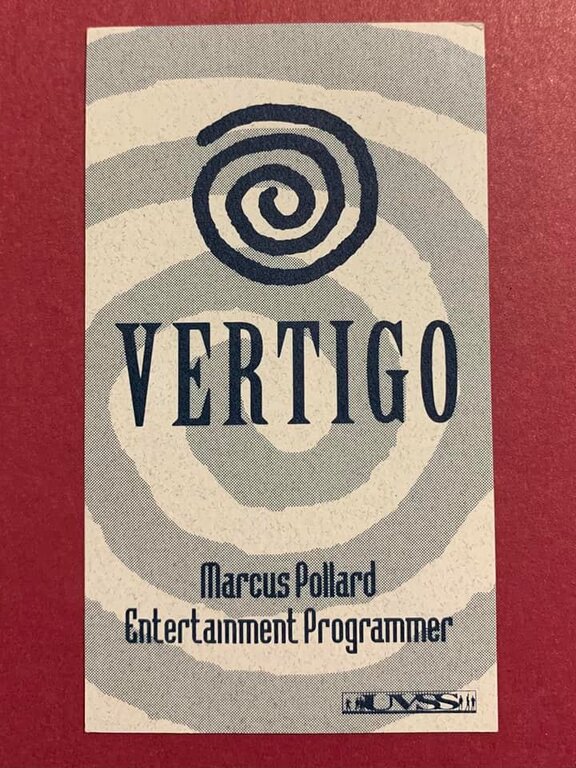 VERTIGO
Marcus Pollard
Entertainment Programmer
UVSS